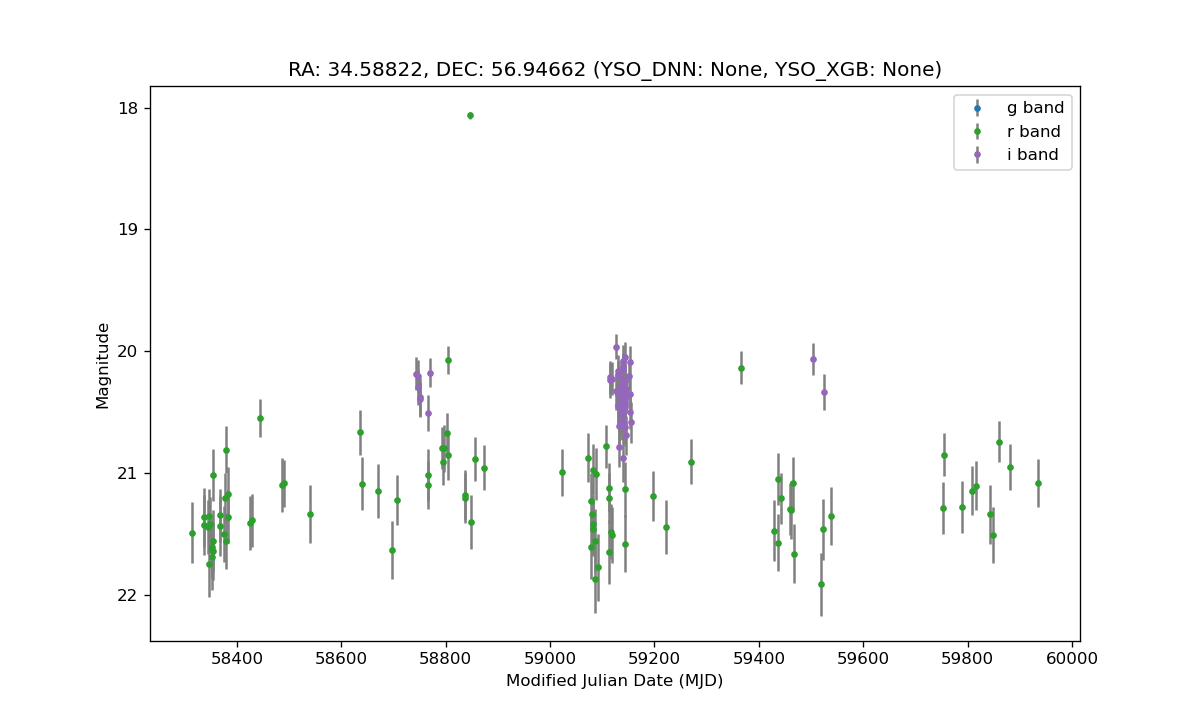 RA: 34.58822, DEC: 56.94662 (YSO_DNN: None, YSO_XGB: None)
g band
r band
i band
18
19
20
21
22
Magnitude
58400 58600 58800 59000 59200 59400 59600 59800 60000
Modified Julian Date (MJD)